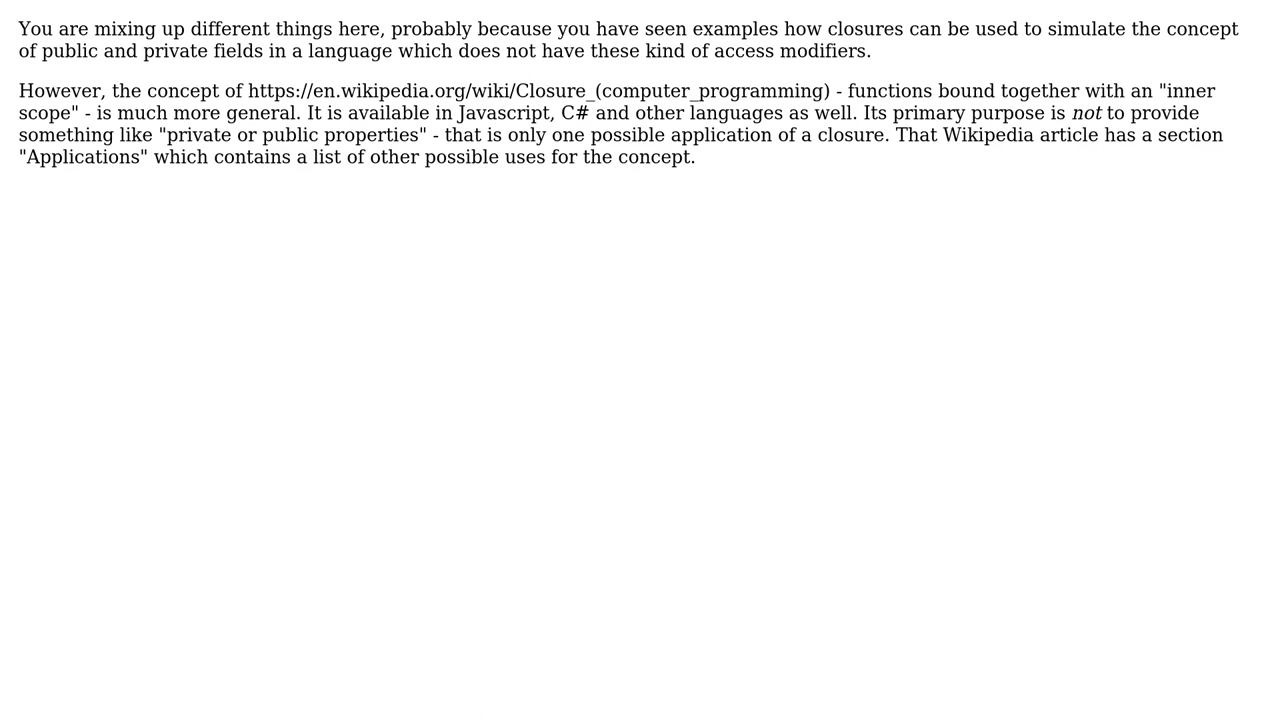 You are mixing up different things here, probably because you have seen examples how closures can be used to simulate the concept
of public and private fields in a language which does not have these kind of access modifiers.
However, the concept of https://en.wikipedia.org/wiki/Closure_(computer_programming) - functions bound together with an "inner
scope" - is much more general. It is available in Javascript, C# and other languages as well. Its primary purpose is not to provide
something like "private or public properties" - that is only one possible application of a closure. That Wikipedia article has a section
"Applications" which contains a list of other possible uses for the concept.